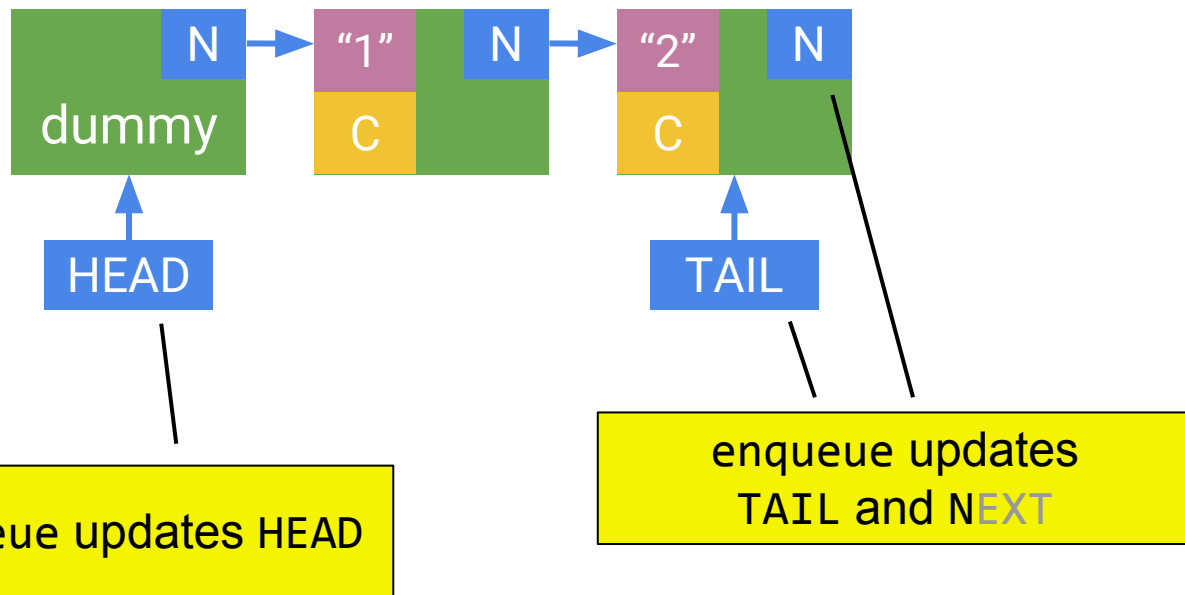 N “1” N “2” N
dummy C C
HEAD TAIL
enqueue updates
TAIL and NEXT
eue updates HEAD